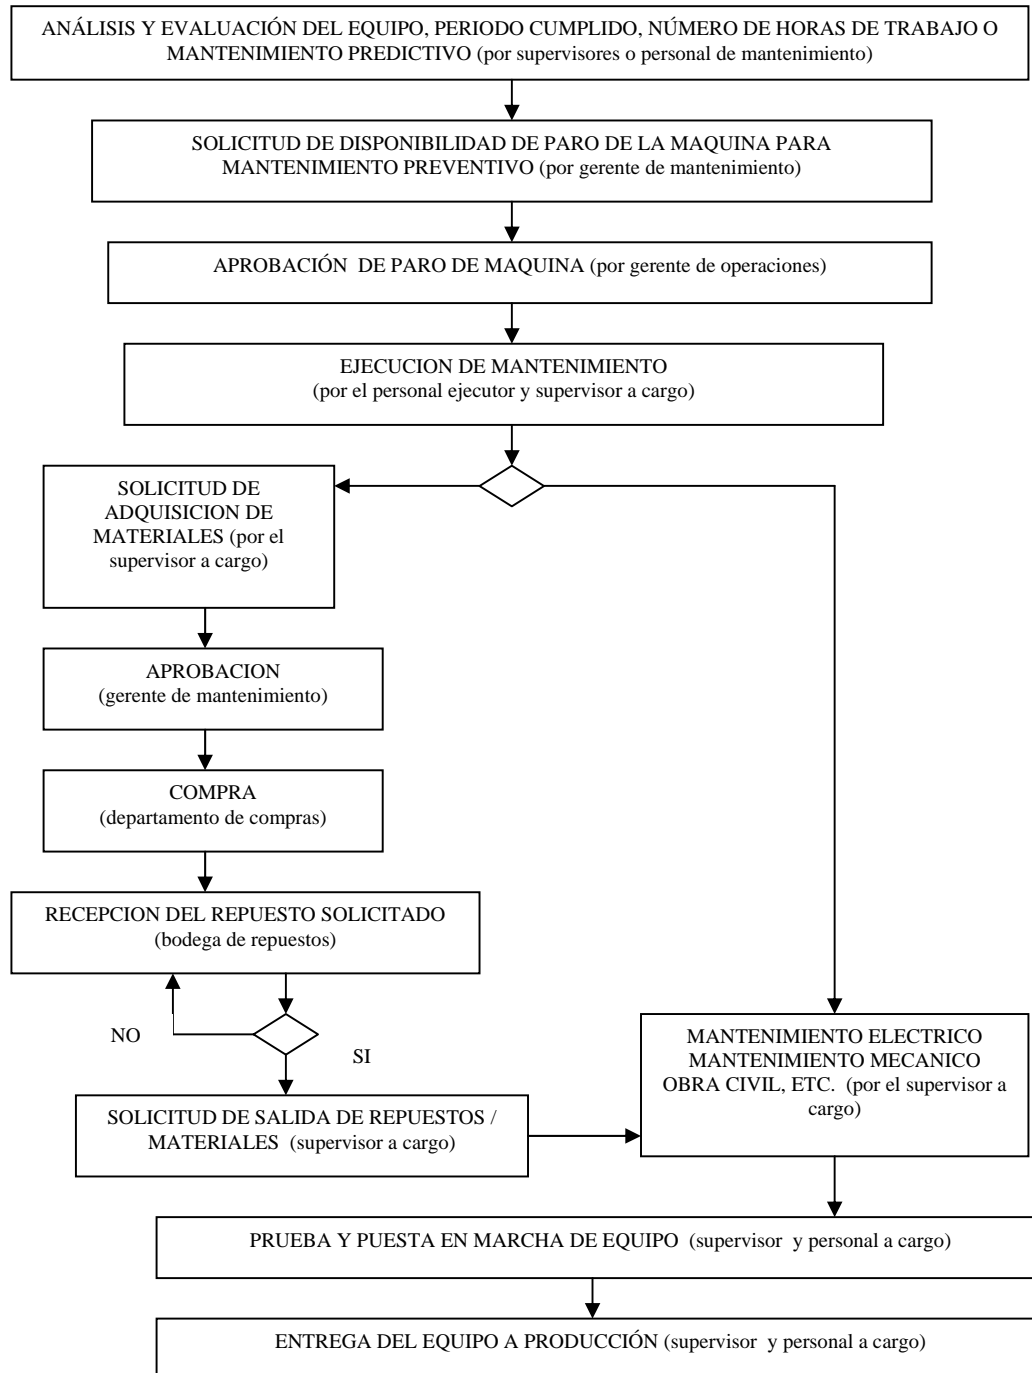 ANÁLISIS Y EVALUACIÓN DEL EQUIPO, PERIODO CUMPLIDO, NÚMERO DE HORAS DE TRABAJO O
MANTENIMIENTO PREDICTIVO (por supervisores o personal de mantenimiento)
SOLICITUD DE DISPONIBILIDAD DE PARO DE LA MAQUINA PARA
MANTENIMIENTO PREVENTIVO (por gerente de mantenimiento)
APROBACIÓN DE PARO DE MAQUINA (por gerente de operaciones)
EJECUCION DE MANTENIMIENTO
(por el personal ejecutor y supervisor a cargo)
SOLICITUD DE
ADQUISICION DE
MATERIALES (por el
supervisor a cargo)
APROBACION
(gerente de mantenimiento)
COMPRA
(departamento de compras)
RECEPCION DEL REPUESTO SOLICITADO
(bodega de repuestos)
NO
SI
SOLICITUD DE SALIDA DE REPUESTOS /
MATERIALES (supervisor a cargo)
MANTENIMIENTO ELECTRICO
MANTENIMIENTO MECANICO
OBRA CIVIL, ETC. (por el supervisor a
cargo)
PRUEBA Y PUESTA EN MARCHA DE EQUIPO (supervisor y personal a cargo)
ENTREGA DEL EQUIPO A PRODUCCIÓN (supervisor y personal a cargo)